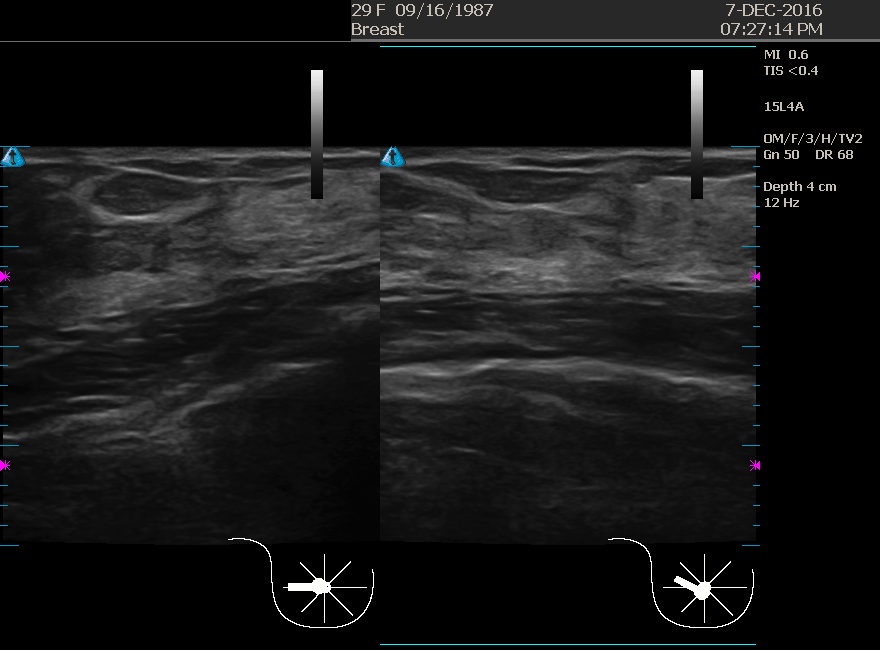 29 F 09/16/1987 7-DEC-2016
Breast 07:27:14 PM
MI 0.6
TIS <0.4
15L4A
OM/F/3/H/TV2
Gn 50 DR 68
Depth 4 cm
12 Hz